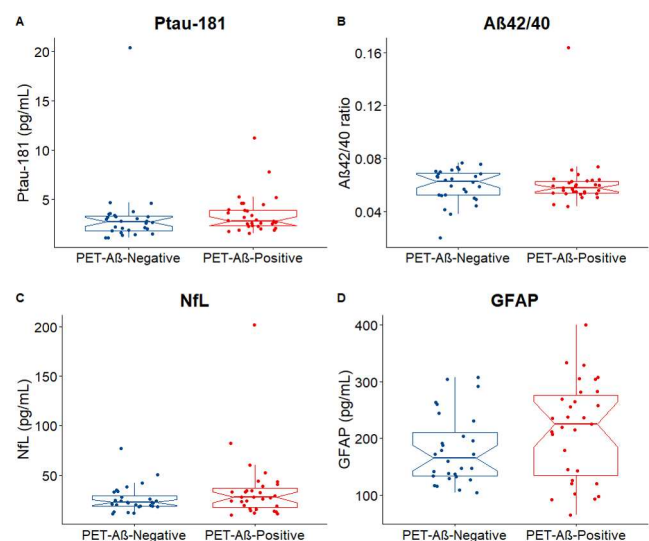 A
Ptau-181
Ptau-181 (pg/mL)
20
15
10
5
PET-Aß-Negative
PET-Aß-Positive
B
Aß42/40
Aß42/40 ratio
0.16
0.12
0.08
0.04
PET-Aß-Negative
PET-Aß-Positive
C
NfL
NfL (pg/mL)
200
150
100
50
PET-Aß-Negative
PET-Aß-Positive
D
GFAP
GFAP (pg/mL)
400
300
200
100
PET-Aß-Negative
PET-Aß-Positive